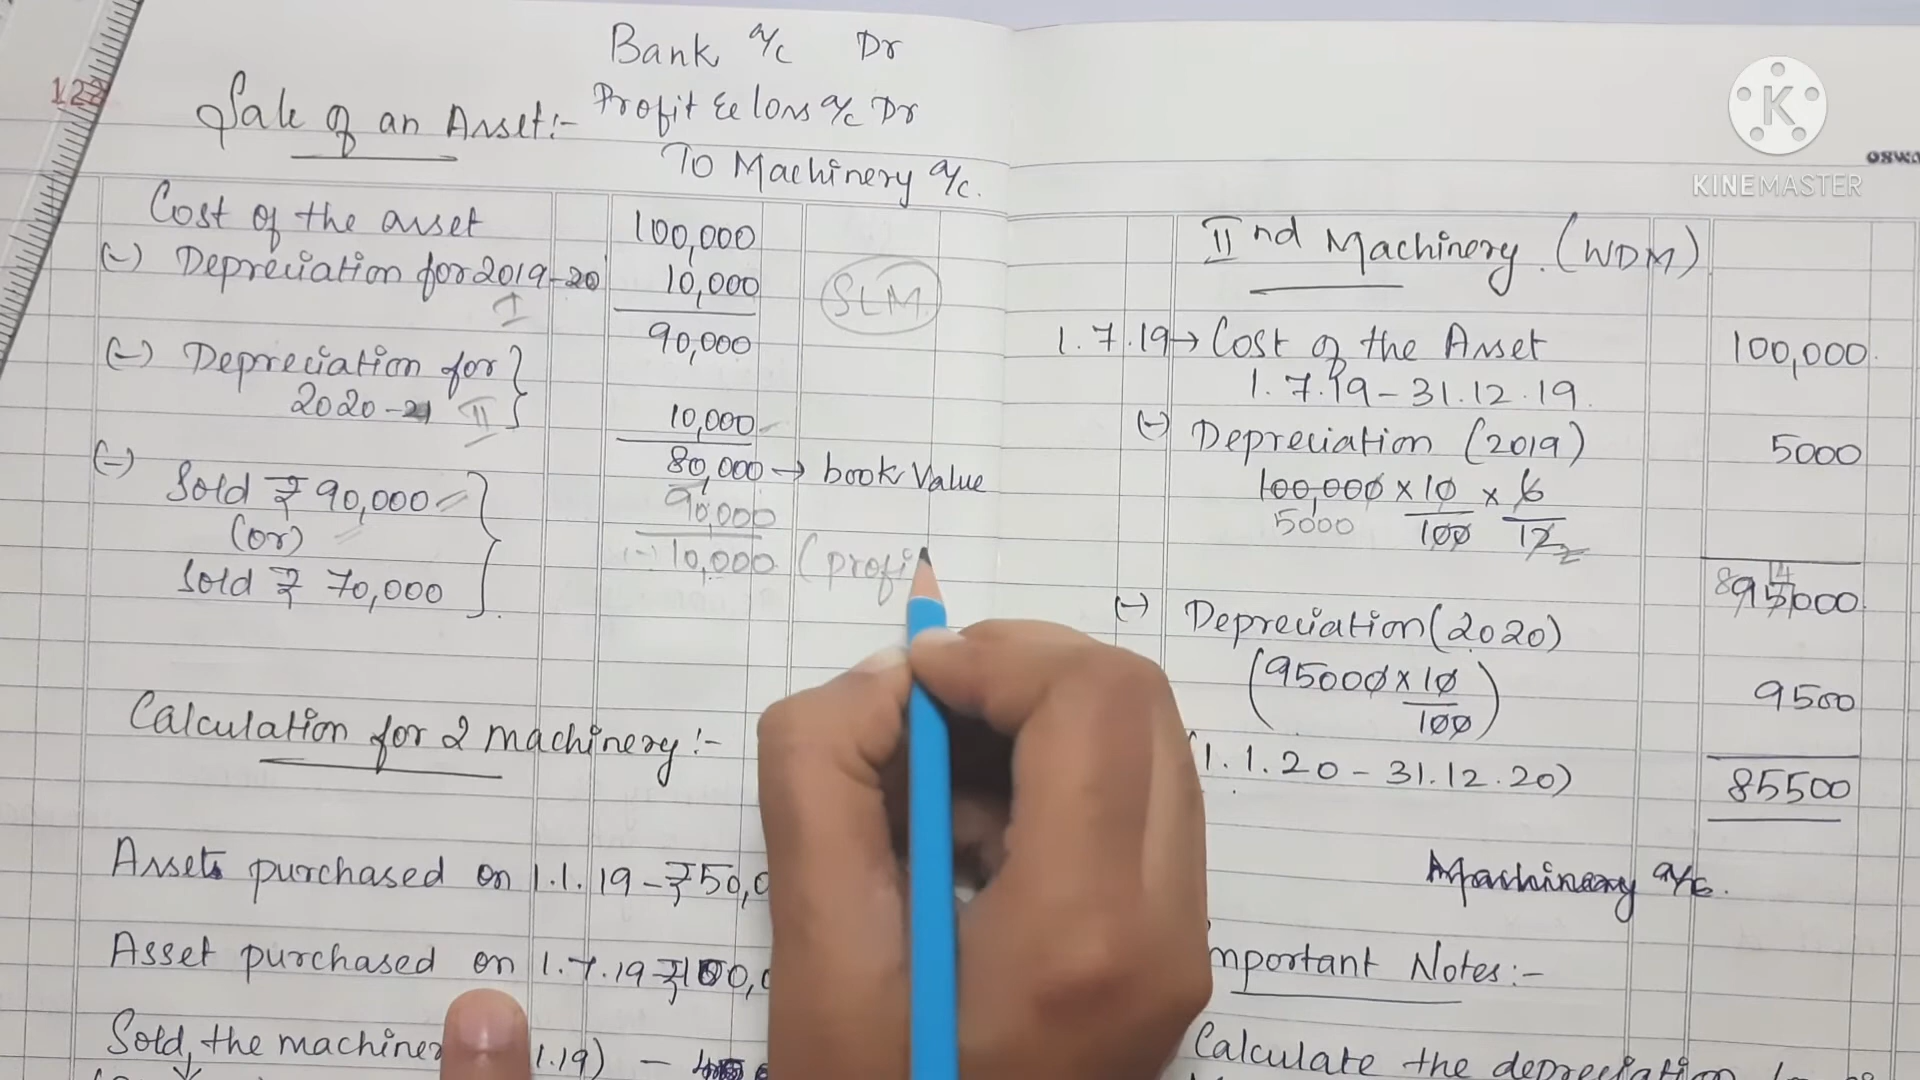 Bank a/c Dr
122
Sale of an Asset:- Profit & loss a/c Dr
To Machinery a/c.
Cost of the asset 100,000
(-) Depreciation for 2019-20 10,000
I
SLM
90,000
(-) Depreciation for
2020-21 II
10,000
80,000 → book Value
(-)
Sold ₹ 90,000
90,000
(or)
(-) 10,000 (profi
Sold ₹ 70,000
Calculation for 2 machinery:-
Assets purchased on 1.1.19 - ₹50,0
Asset purchased on 1.7.19 ₹100,0
Sold, the machiner 1.19) -
K
KINEMASTER
OSWA
IInd Machinery. (WDM)
1.7.19→ Cost of the Asset 100,000.
1.7.19 - 31.12.19.
(-) Depreciation (2019) 5000
100,000 × 10/100 × 6/12
5000
2
95,000
(-) Depreciation (2020)
(95000 × 10/100) 9500
1.1.20 - 31.12.20) 85500
Machinery a/c.
mportant Notes:-
Calculate the depreciation